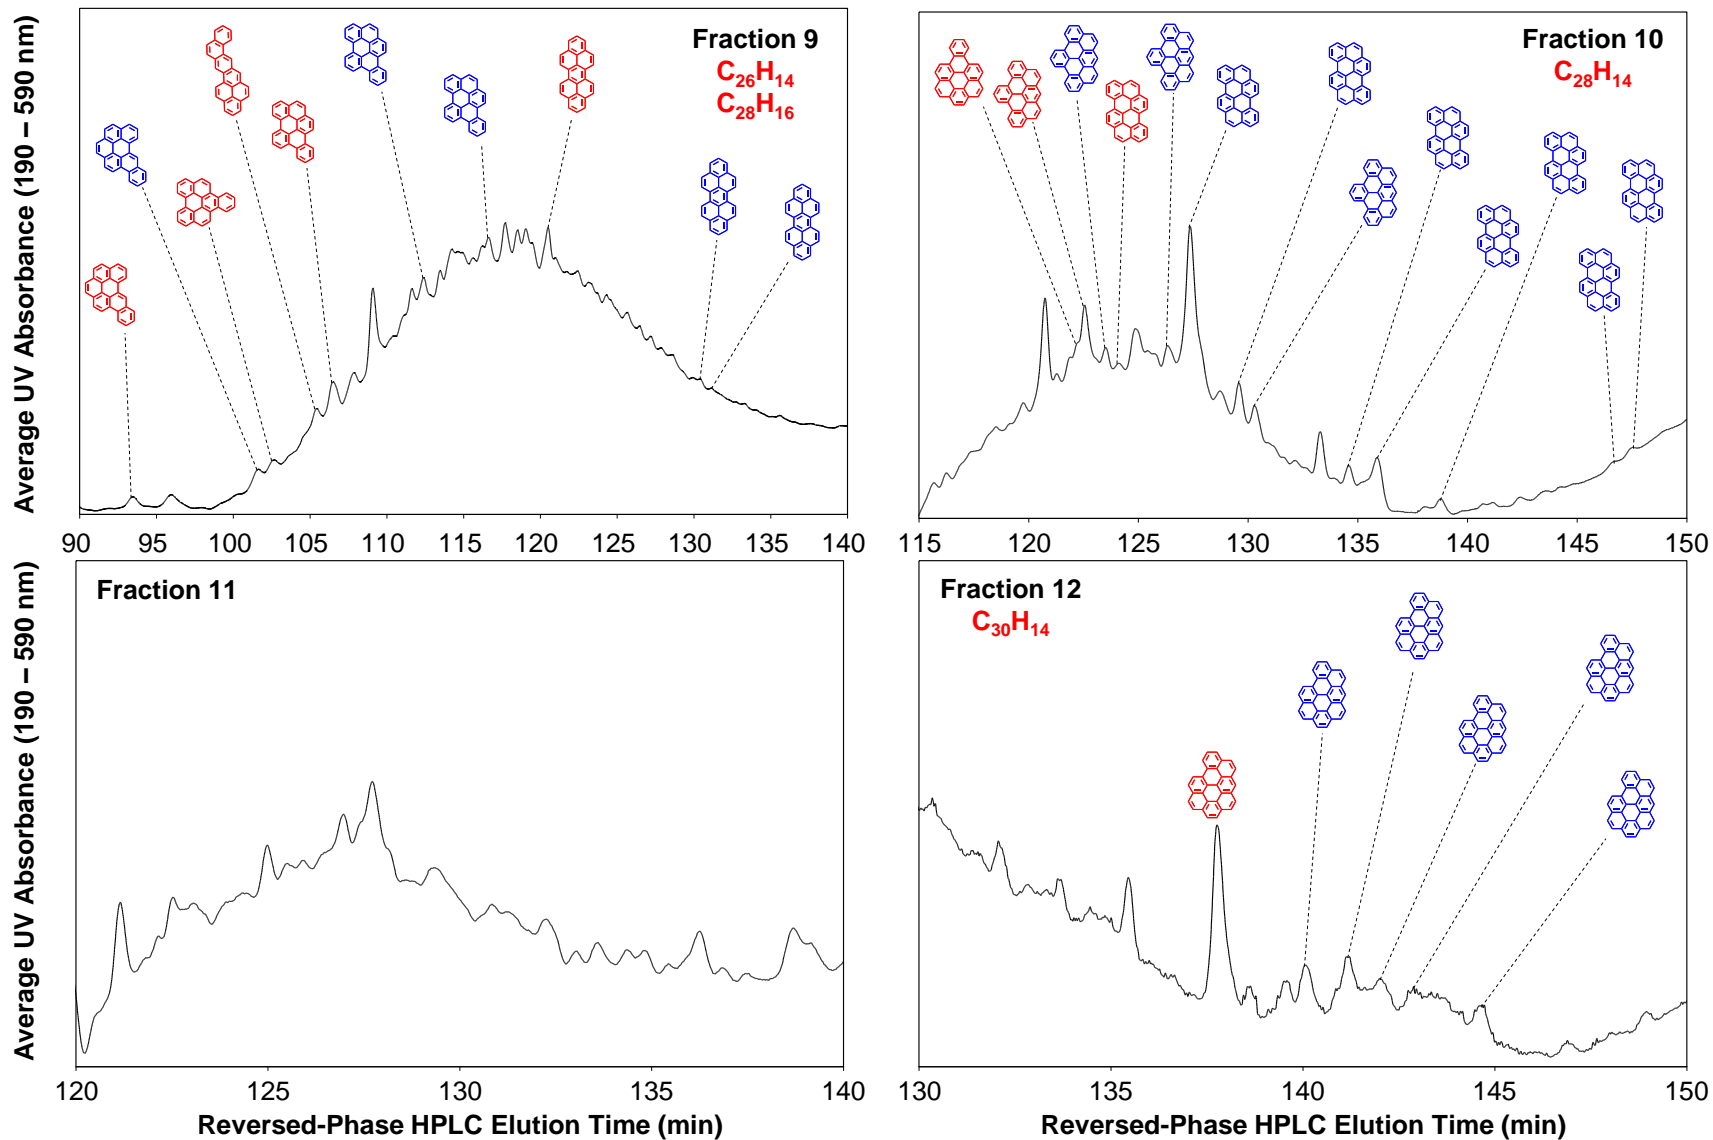 Average UV Absorbance (190 – 590 nm)
Fraction 9
C26H14
C28H16
90 95 100 105 110 115 120 125 130 135 140
Fraction 10
C28H14
115 120 125 130 135 140 145 150
Average UV Absorbance (190 – 590 nm)
Fraction 11
120 125 130 135 140
Reversed-Phase HPLC Elution Time (min)
Fraction 12
C30H14
130 135 140 145 150
Reversed-Phase HPLC Elution Time (min)